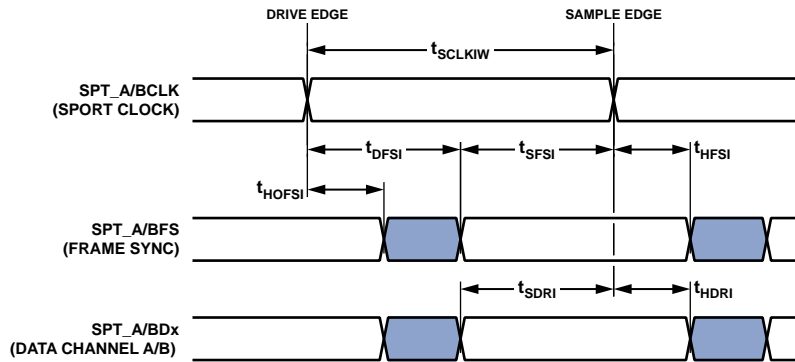 DRIVE EDGE
SAMPLE EDGE
tSCLKIW
SPT_A/BCLK
(SPORT CLOCK)
tDFSI
tSFSI
tHFSI
tHOFSI
SPT_A/BFS
(FRAME SYNC)
tSDRI
tHDRI
SPT_A/BDx
(DATA CHANNEL A/B)